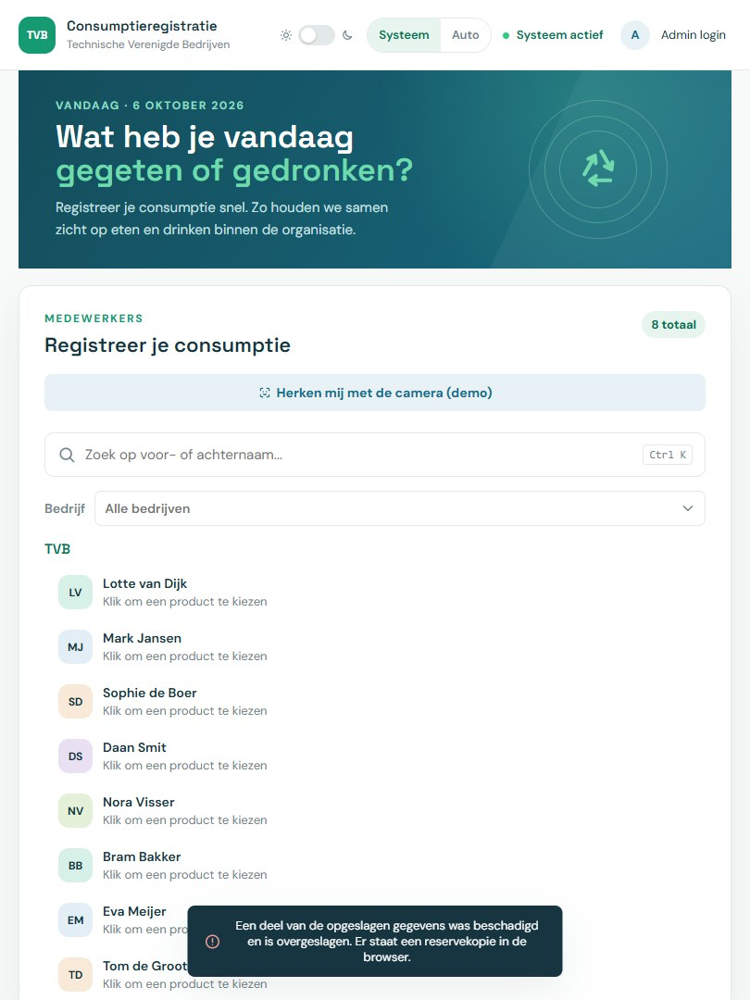 TVB
Consumptieregistratie
Technische Verenigde Bedrijven
Systeem
Auto
Systeem actief
A
Admin login
VANDAAG · 6 OKTOBER 2026
Wat heb je vandaag
gegeten of gedronken?
Registreer je consumptie snel. Zo houden we samen
zicht op eten en drinken binnen de organisatie.
MEDEWERKERS
8 totaal
Registreer je consumptie
Herken mij met de camera (demo)
Zoek op voor- of achternaam...
Ctrl K
Bedrijf
Alle bedrijven
TVB
LV
Lotte van Dijk
Klik om een product te kiezen
MJ
Mark Jansen
Klik om een product te kiezen
SD
Sophie de Boer
Klik om een product te kiezen
DS
Daan Smit
Klik om een product te kiezen
NV
Nora Visser
Klik om een product te kiezen
BB
Bram Bakker
Klik om een product te kiezen
EM
Eva Meijer
Klik om een pro
TD
Tom de Groot
Klik om een product te kiezen
Een deel van de opgeslagen gegevens was beschadigd
en is overgeslagen. Er staat een reservekopie in de
browser.